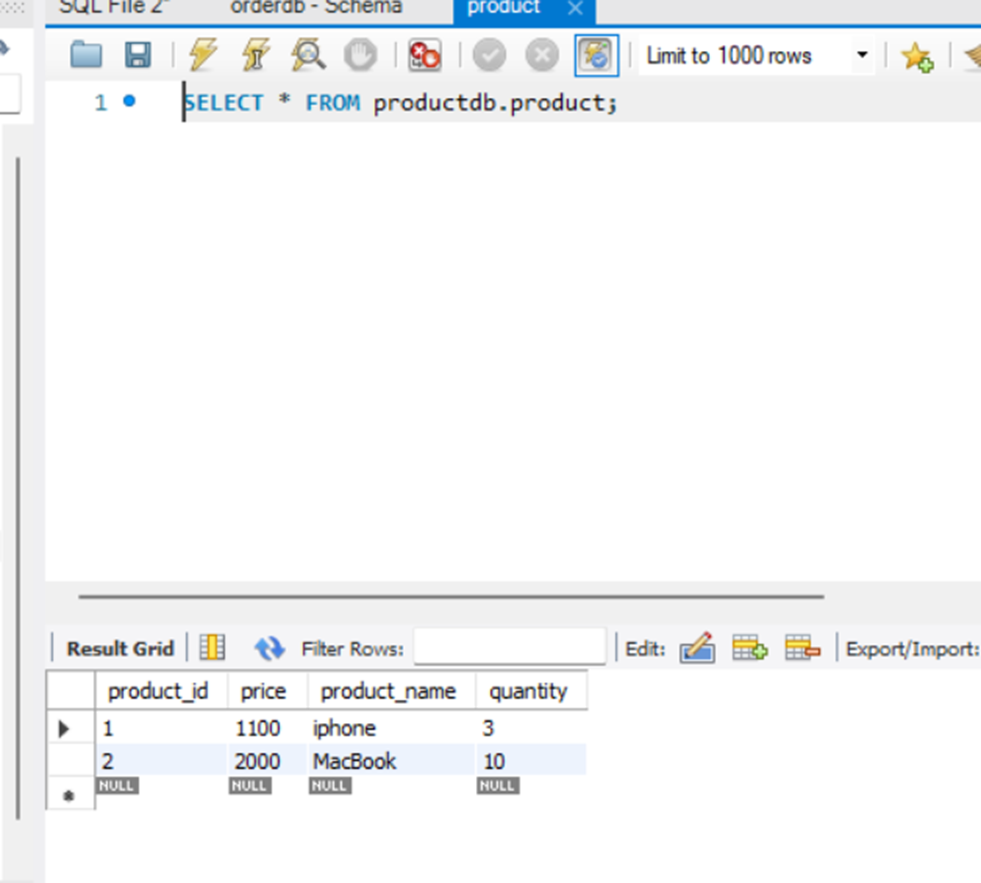 SQL File 2* orderdb - Schema product
Limit to 1000 rows
1 SELECT * FROM productdb.product;
Result Grid Filter Rows: Edit: Export/Import:
product_id price product_name quantity
1 1100 iphone 3
2 2000 MacBook 10
NULL NULL NULL NULL